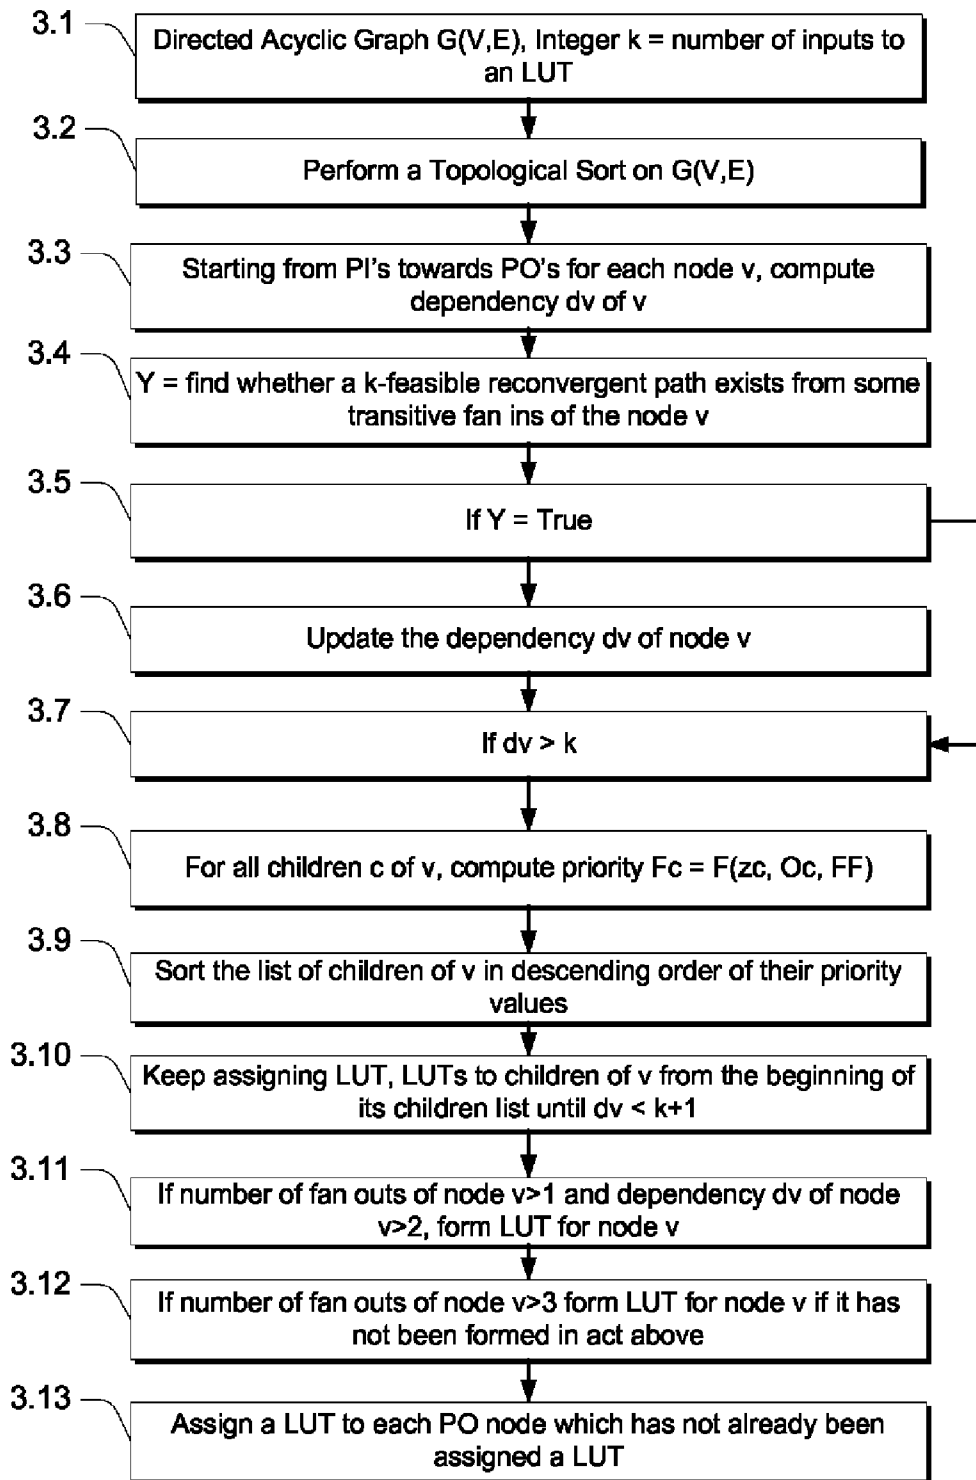 3.1
Directed Acyclic Graph G(V,E), Integer k = number of inputs to
an LUT
3.2
Perform a Topological Sort on G(V,E)
3.3
Starting from PI's towards PO's for each node v, compute
dependency dv of v
3.4
Y = find whether a k-feasible reconvergent path exists from some
transitive fan ins of the node v
3.5
If Y = True
3.6
Update the dependency dv of node v
3.7
If dv > k
3.8
For all children c of v, compute priority Fc = F(zc, Oc, FF)
3.9
Sort the list of children of v in descending order of their priority
values
3.10
Keep assigning LUT, LUTs to children of v from the beginning of
its children list until dv < k+1
3.11
If number of fan outs of node v>1 and dependency dv of node
v>2, form LUT for node v
3.12
If number of fan outs of node v>3 form LUT for node v if it has
not been formed in act above
3.13
Assign a LUT to each PO node which has not already been
assigned a LUT